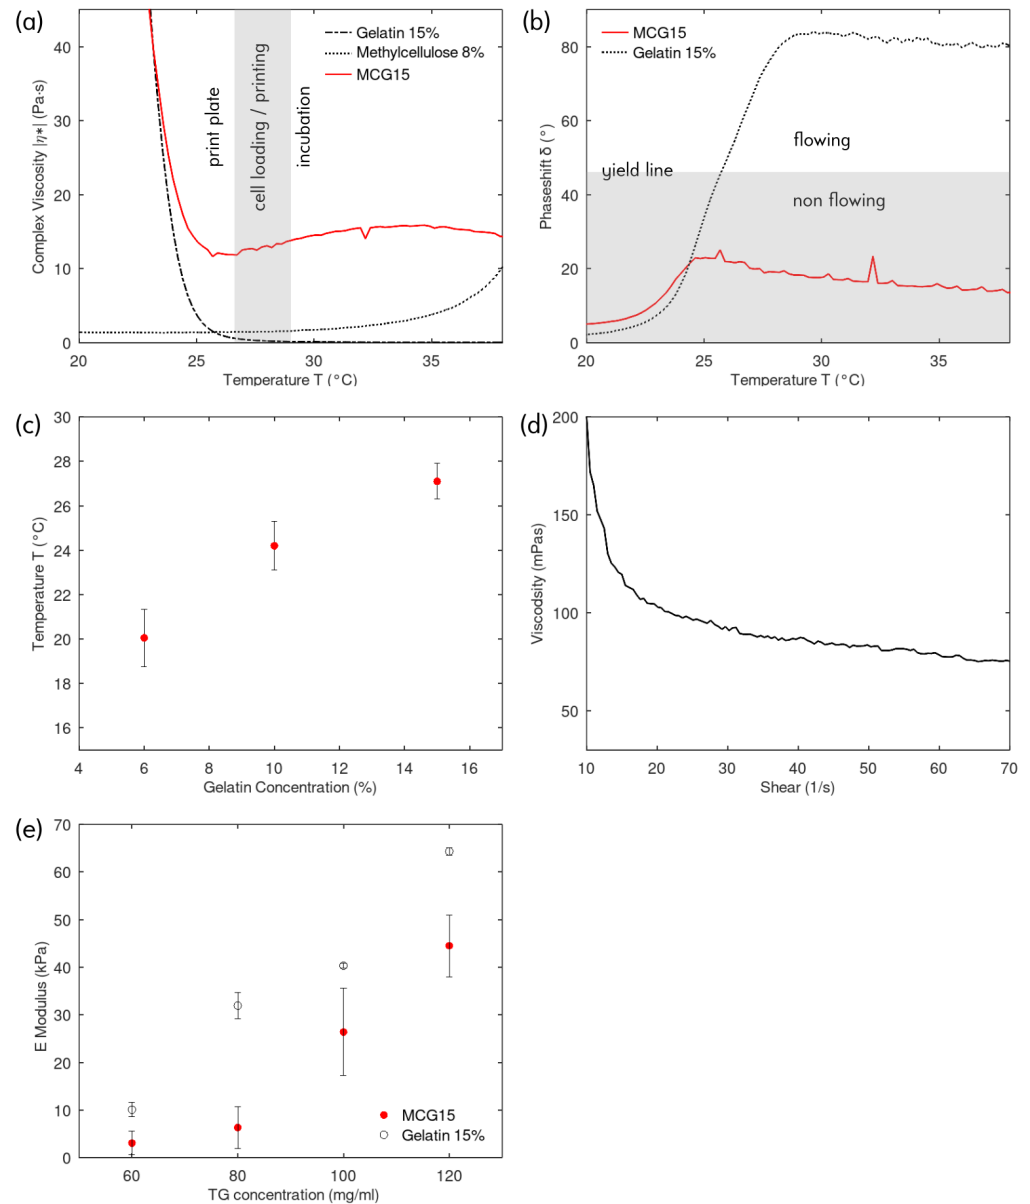 (a)
40
30
20
10
0
Complex Viscosity |η*| (Pa·s)
Gelatin 15%
Methylcellulose 8%
MCG15
print plate
cell loading / printing
incubation
20 25 30 35
Temperature T (°C)
(b)
80
60
40
20
0
Phaseshift δ (°)
MCG15
Gelatin 15%
flowing
yield line
non flowing
20 25 30 35
Temperature T (°C)
(c)
30
28
26
24
22
20
18
16
Temperature T (°C)
4 6 8 10 12 14 16
Gelatin Concentration (%)
(d)
200
150
100
50
Viscodsity (mPas)
10 20 30 40 50 60 70
Shear (1/s)
(e)
70
60
50
40
30
20
10
0
E Modulus (kPa)
MCG15
Gelatin 15%
60 80 100 120
TG concentration (mg/ml)